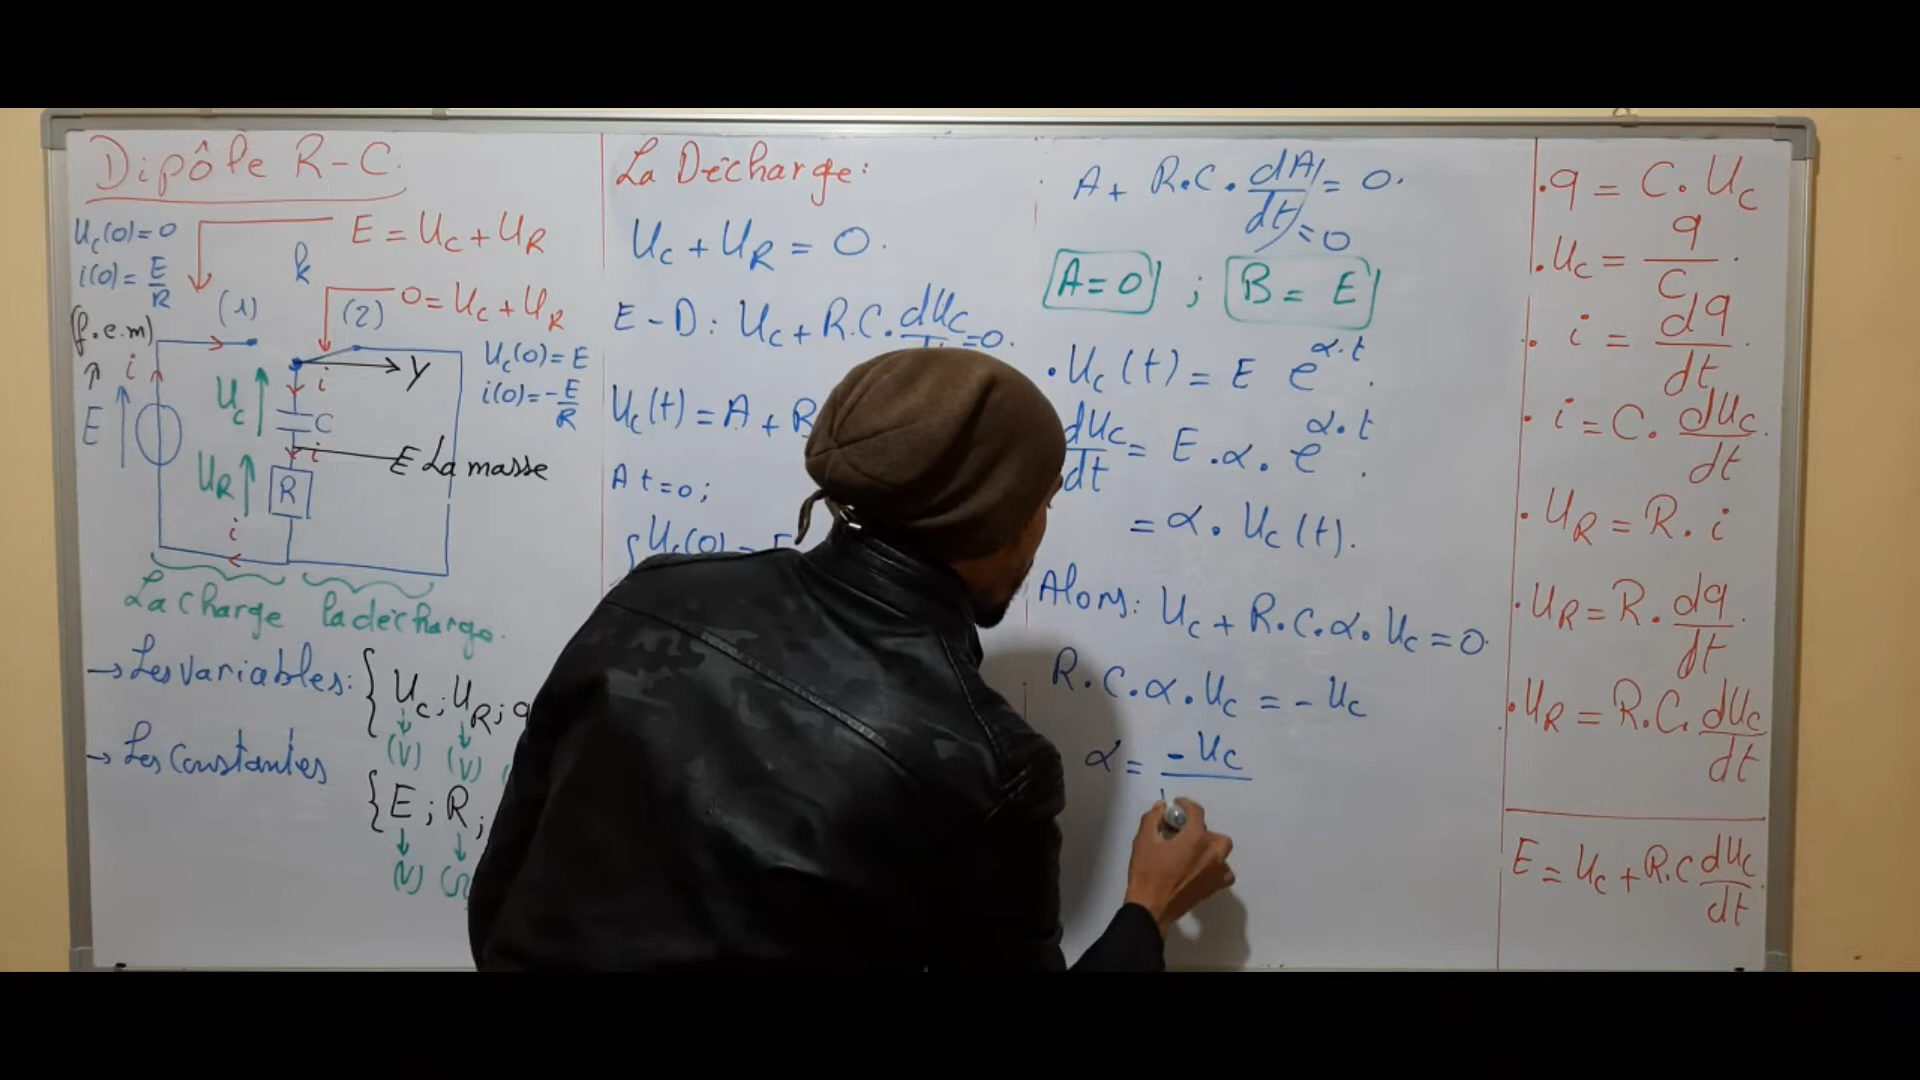 Dipôle R-C.
Uc(0)=0
i(0)=E/R
E = Uc + UR
k
(1)
(2)
0 = Uc + UR
(f.e.m)
i
E
Uc
i
C
y
Uc(0)=E
i(0)=-E/R
i
E La masse
UR
R
i
La charge
la décharge.
→ Les variables: { Uc ; UR ; q
(V) (V) (
→ Les Constantes
{ E ; R ;
(V) (Ω
La Décharge:
Uc + UR = 0.
E-D: Uc + R.C. dUc
=0.
Uc(t) = A + B
A t=0;
{ Uc(0) = E
A + R.C. dA/dt = 0.
=0
A=0 ; B = E
• Uc(t) = E e^α.t .
dUc/dt = E.α. e^α.t .
= α. Uc(t).
Alors: Uc + R.C.α. Uc = 0.
R.C.α.Uc = - Uc
α = - Uc
• q = C. Uc
• Uc = q/C .
• i = dq/dt .
• i = C. dUc/dt .
• UR = R. i
• UR = R. dq/dt .
• UR = R.C. dUc/dt
E = Uc + R.C dUc/dt .